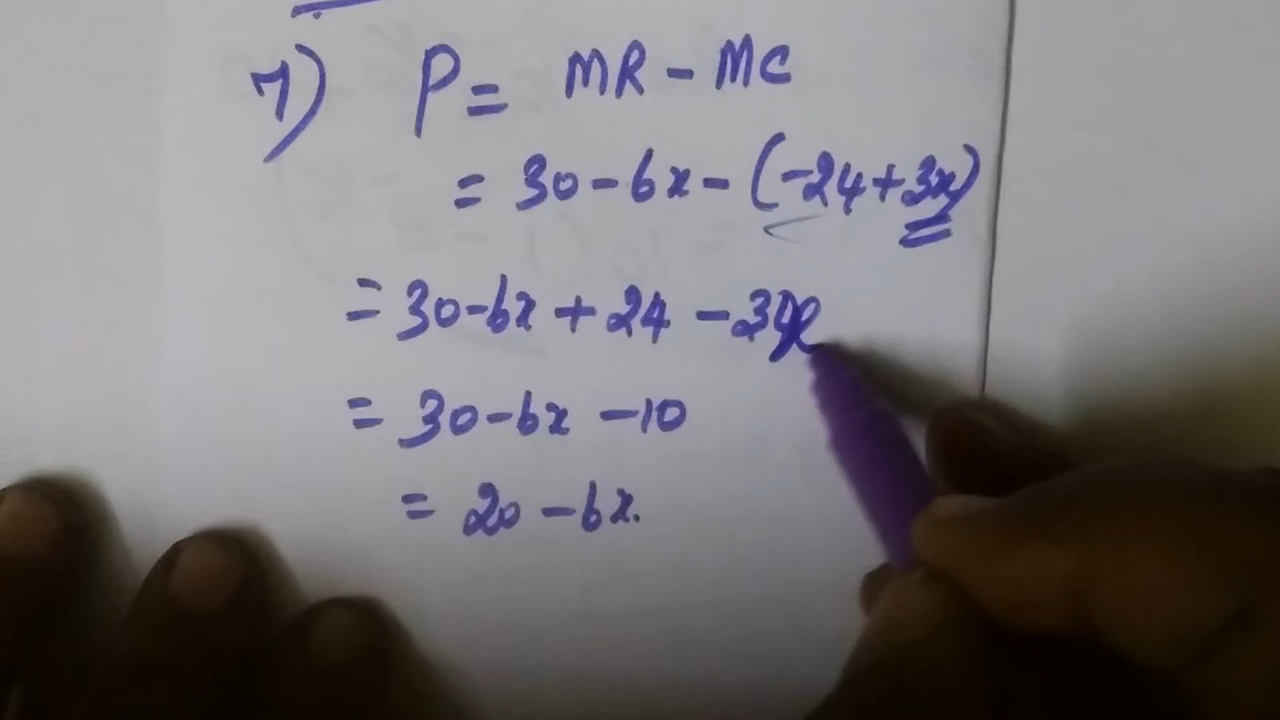 7) P = MR - MC
= 30 - 6x - (-24 + 3x)
= 30 - 6x + 24 - 3x
= 30 - 6x - 10
= 20 - 6x.